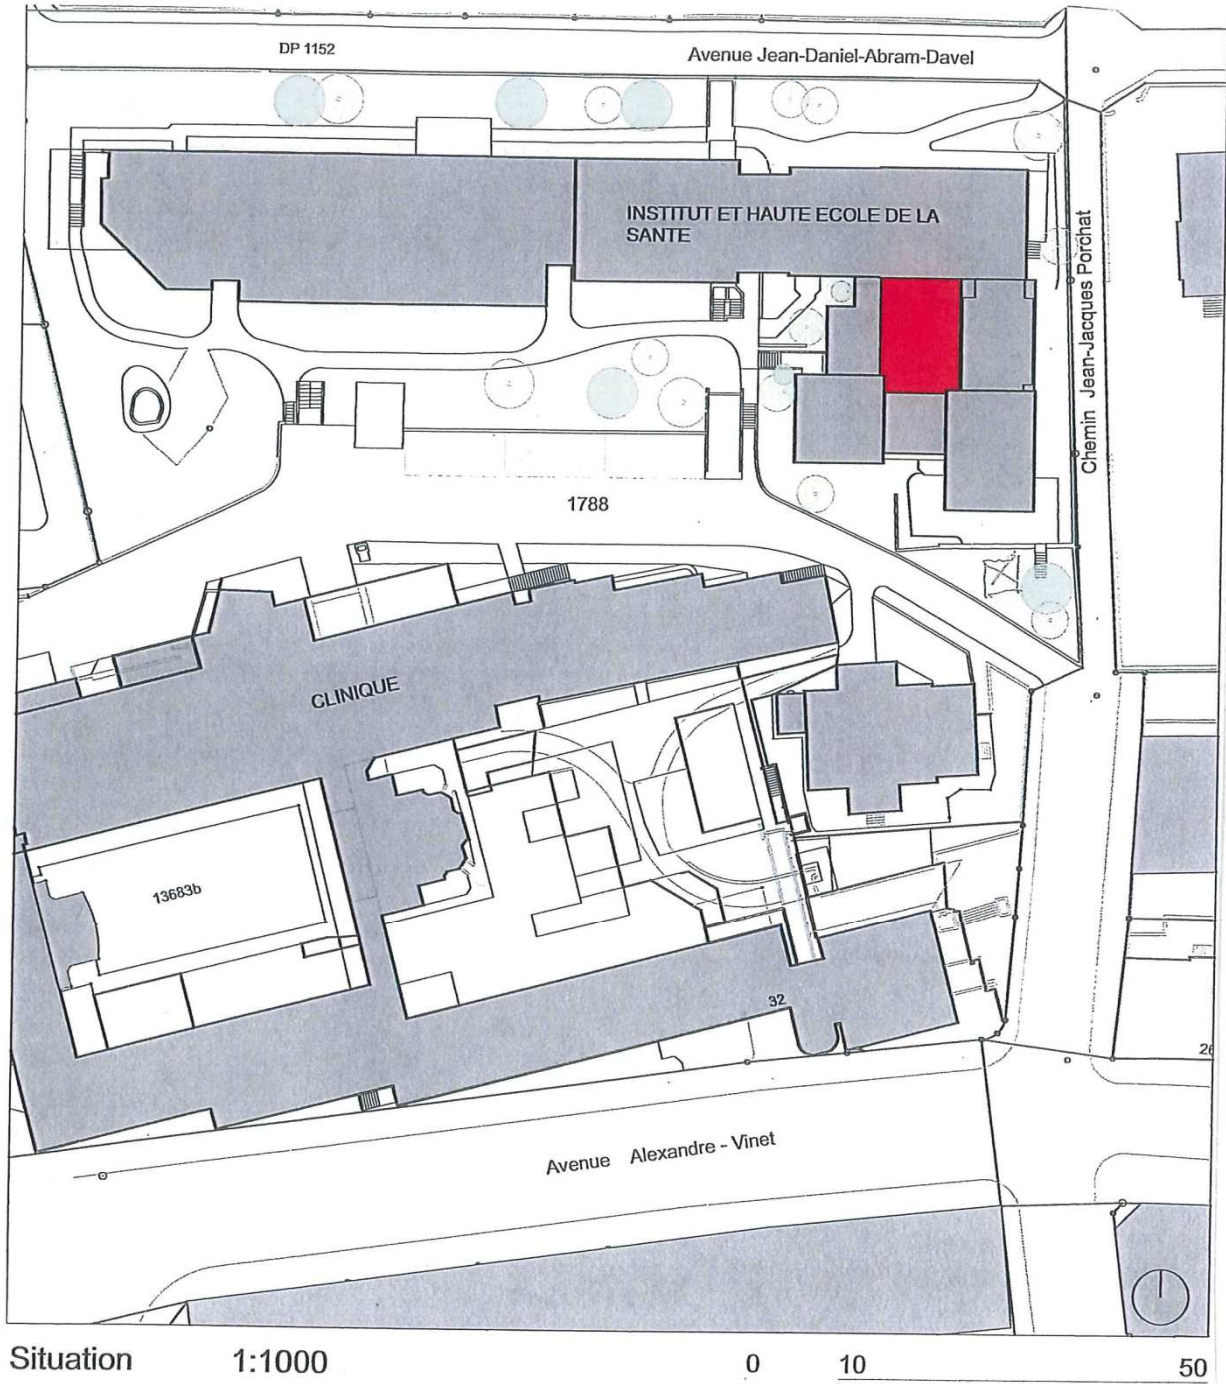 DP 1152
Avenue Jean-Daniel-Abram-Davel
INSTITUT ET HAUTE ECOLE DE LA
SANTE
Chemin Jean-Jacques Porchat
1788
CLINIQUE
13683b
32
26
Avenue Alexandre - Vinet
Situation 1:1000 0 10 50